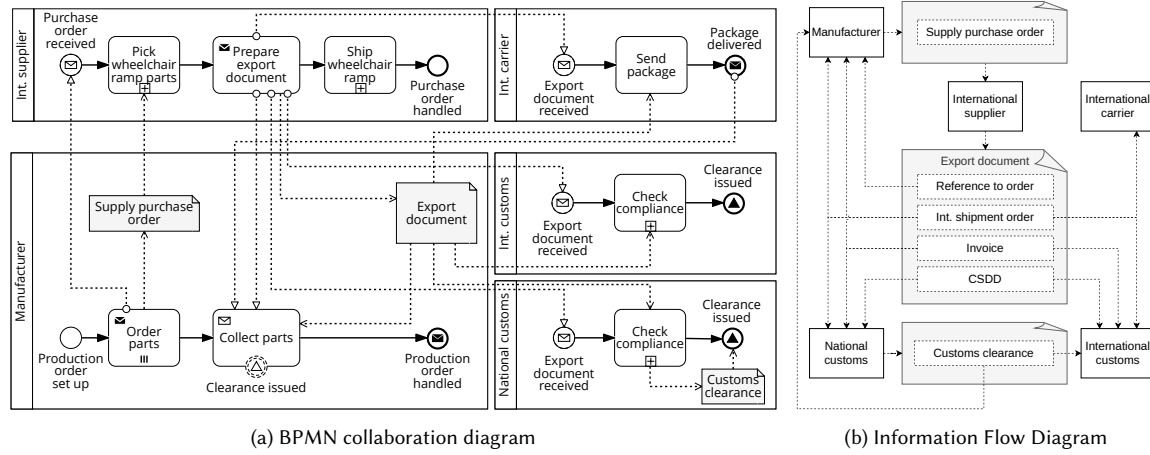 Int. supplier
Purchase
order received
Pick
wheelchair
ramp parts
Prepare
export
document
Ship
wheelchair
ramp
Purchase
order handled
Int. carrier
Export
document
received
Send
package
Package
delivered
Manufacturer
Supply purchase
order
Export
document
Production
order
set up
Order
parts
Collect parts
Clearance issued
Production
order
handled
Int. customs
Export
document
received
Check
compliance
Clearance
issued
National customs
Export
document
received
Check
compliance
Clearance
issued
Customs
clearance
(a) BPMN collaboration diagram
Manufacturer
Supply purchase order
International
supplier
International
carrier
Export document
Reference to order
Int. shipment order
Invoice
CSDD
National
customs
Customs clearance
International
customs
(b) Information Flow Diagram